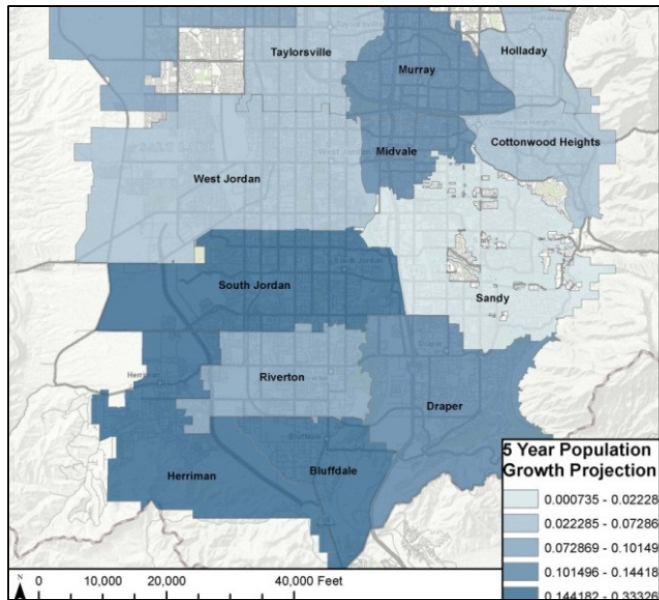 Taylorsville
Murray
Holladay
Midvale
Cottonwood Heights
West Jordan
Sandy
South Jordan
Riverton
Draper
Herriman
Bluffdale
5 Year Population
Growth Projection
0.000735 - 0.02228
0.022285 - 0.07286
0.072869 - 0.10149
0.101496 - 0.14418
0.144182 - 0.33326
N
0 10,000 20,000 40,000 Feet